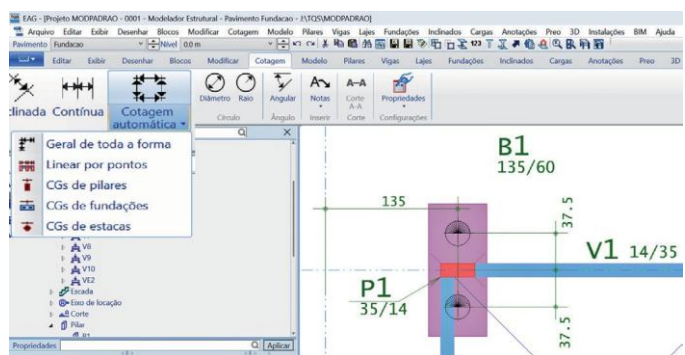 EAG - [Projeto MODPADRAO - 0001 - Modelador Estrutural - Pavimento Fundacao - J:\TQS\MODPADRAO]
Arquivo Editar Exibir Desenhar Blocos Modificar Cotagem Modelo Pilares Vigas Lajes Fundações Inclinados Cargas Anotações Preo 3D Instalações BIM Ajuda
Pavimento Fundacao Nível 0.0 m
Editar Exibir Desenhar Blocos Modificar Cotagem Modelo Pilares Vigas Lajes Fundações Inclinados Cargas Anotações Preo 3D
clinada Contínua Cotagem automática
Diâmetro Raio Angular Notas Corte A-A Propriedades
Círculo Ângulo Inserir Corte Configurações
Geral de toda a forma
Linear por pontos
CGs de pilares
CGs de fundações
CGs de estacas
V8
V9
V10
VE2
Escada
Eixo de locação
Corte
Pilar
P1
Propriedades Aplicar
B1
135/60
135
37.5
V1 14/35
P1
35/14
37.5